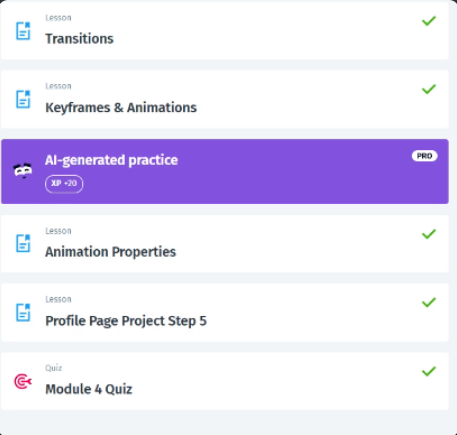 Lesson
Transitions
Lesson
Keyframes & Animations
AI-generated practice
PRO
XP +20
Lesson
Animation Properties
Lesson
Profile Page Project Step 5
Quiz
Module 4 Quiz